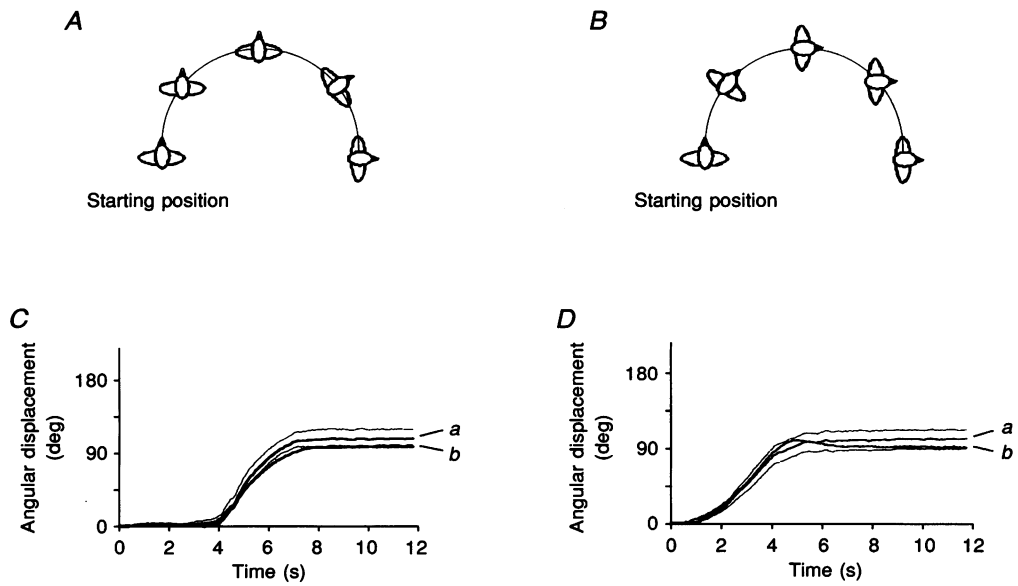 A
B
Starting position
Starting position
C
Angular displacement
(deg)
180
90
0
a
b
0 2 4 6 8 10 12
Time (s)
D
Angular displacement
(deg)
180
90
0
a
b
0 2 4 6 8 10 12
Time (s)